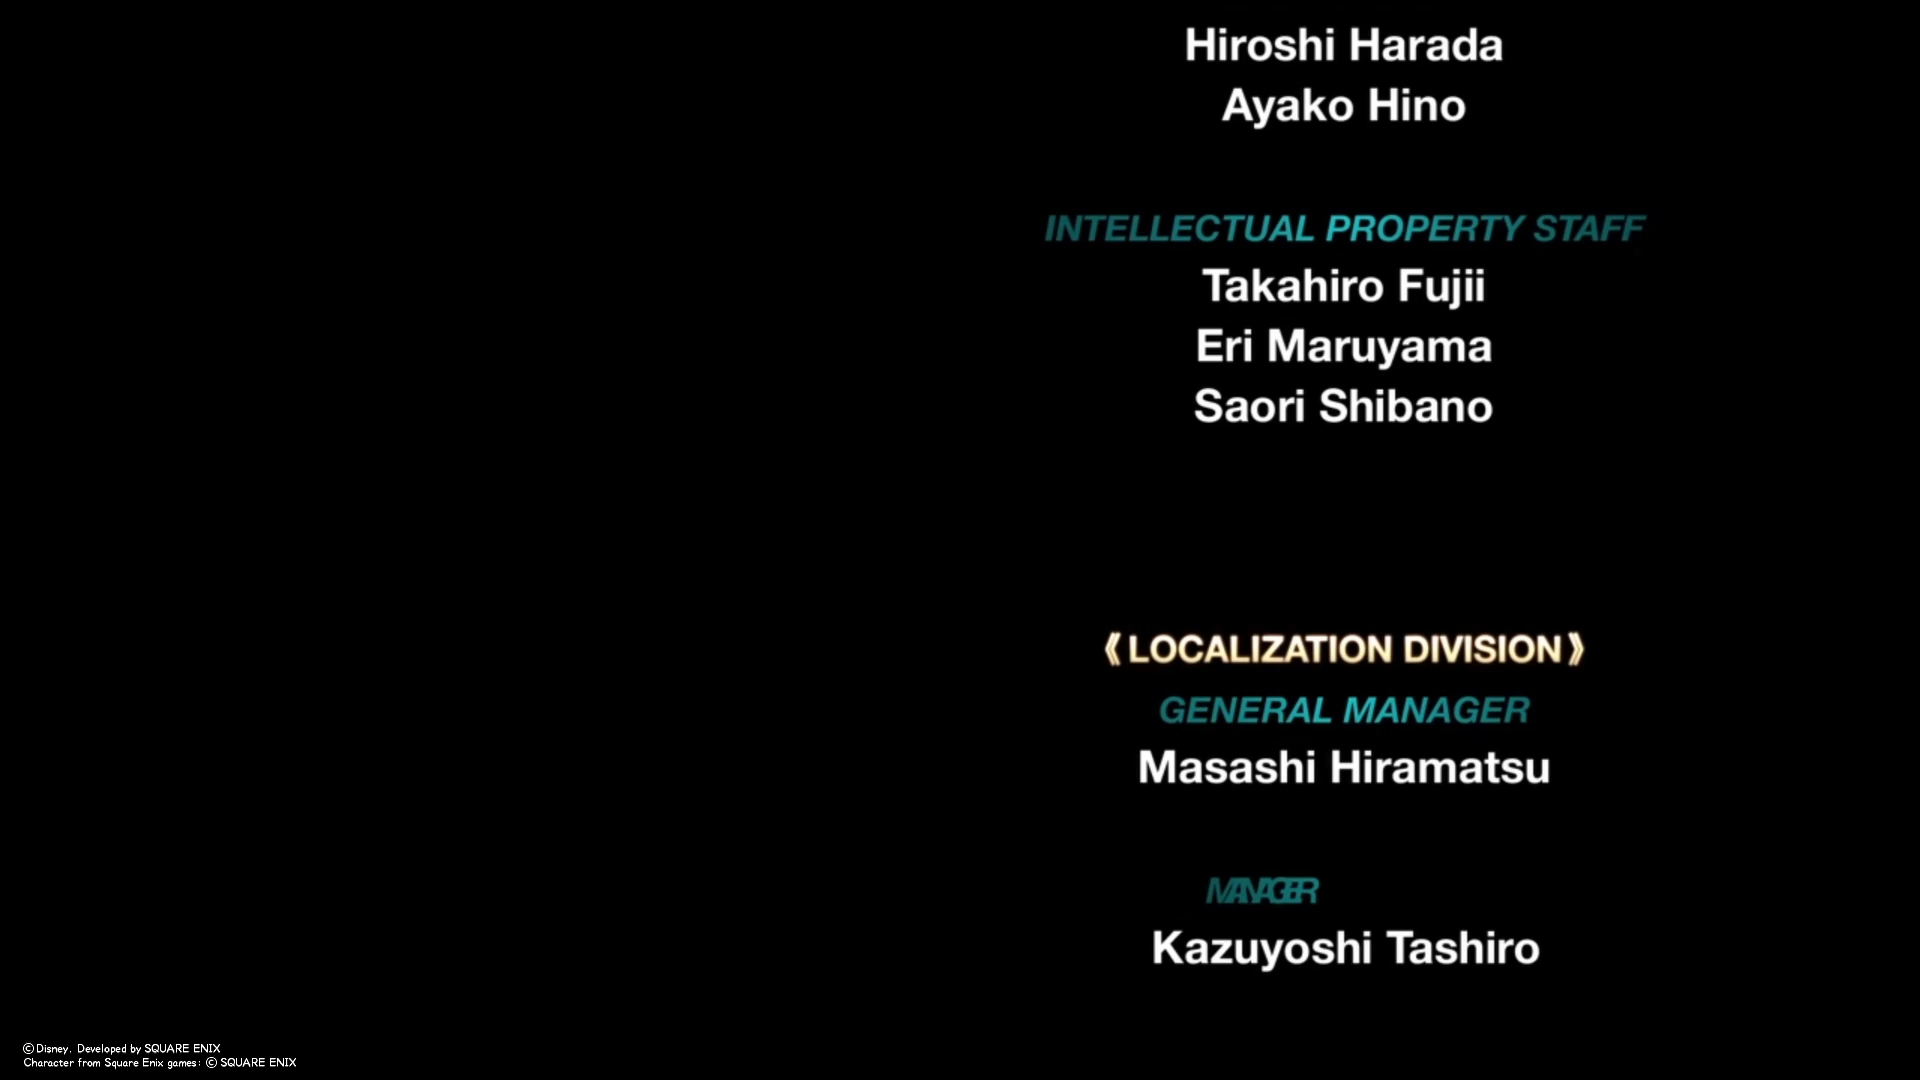 Hiroshi Harada
Ayako Hino
INTELLECTUAL PROPERTY STAFF
Takahiro Fujii
Eri Maruyama
Saori Shibano
《LOCALIZATION DIVISION》
GENERAL MANAGER
Masashi Hiramatsu
MANAGER
Kazuyoshi Tashiro
©Disney. Developed by SQUARE ENIX
Character from Square Enix games: © SQUARE ENIX